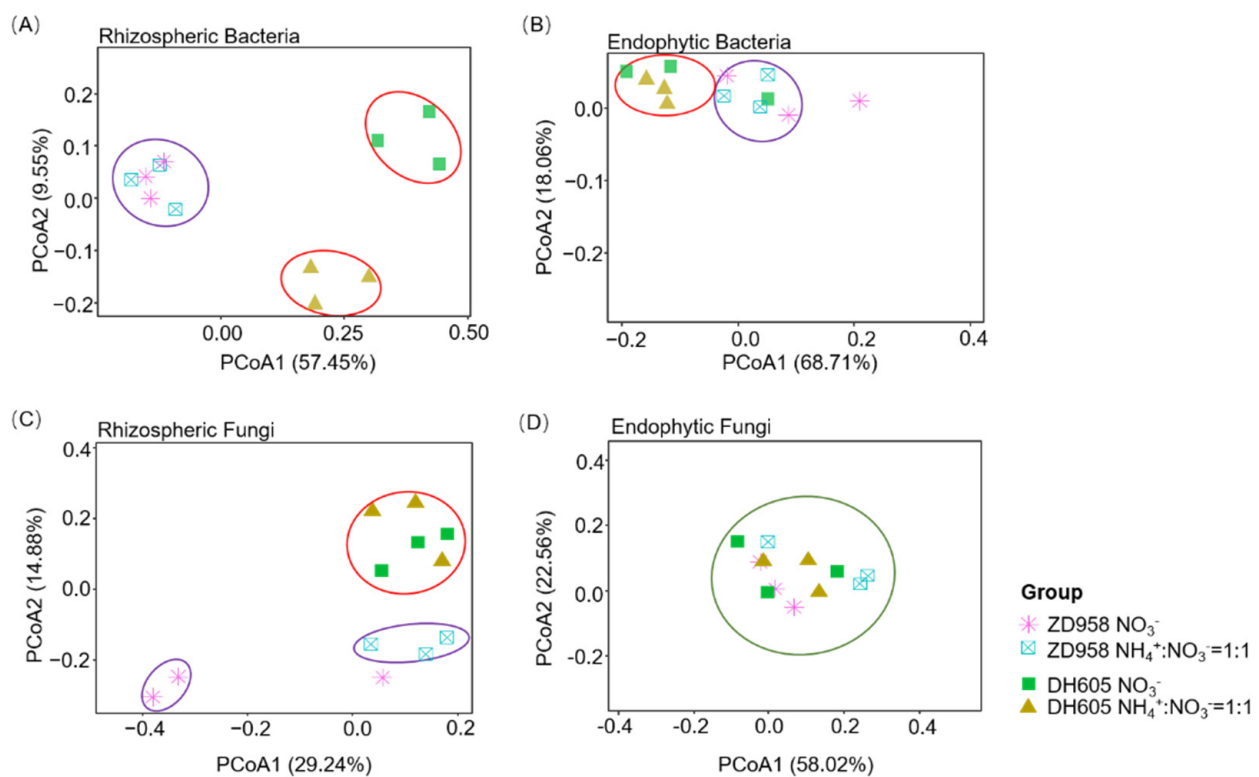 (A)
Rhizospheric Bacteria
0.2
0.1
0.0
−0.1
−0.2
PCoA2 (9.55%)
0.00
0.25
0.50
PCoA1 (57.45%)
(B)
Endophytic Bacteria
0.0
−0.1
−0.2
PCoA2 (18.06%)
−0.2
0.0
0.2
0.4
PCoA1 (68.71%)
(C)
Rhizospheric Fungi
0.4
0.2
0.0
−0.2
PCoA2 (14.88%)
−0.4
−0.2
0.0
0.2
PCoA1 (29.24%)
(D)
Endophytic Fungi
0.4
0.2
0.0
-0.2
PCoA2 (22.56%)
−0.4
−0.2
0.0
0.2
0.4
PCoA1 (58.02%)
Group
ZD958 NO₃⁻
ZD958 NH₄⁺:NO₃⁻=1:1
DH605 NO₃⁻
DH605 NH₄⁺:NO₃⁻=1:1